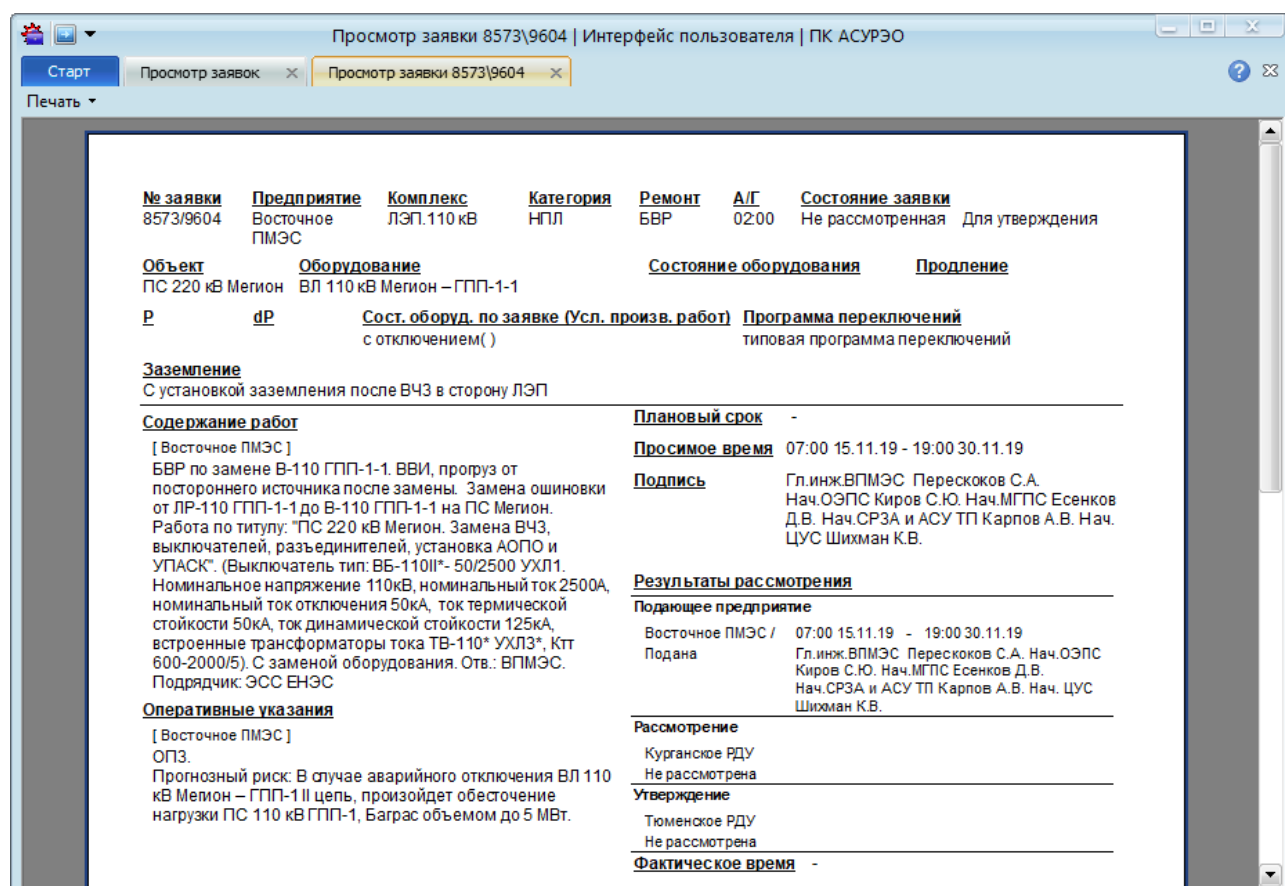 Просмотр заявки 8573\9604 | Интерфейс пользователя | ПК АСУРЭО
Старт Просмотр заявок Просмотр заявки 8573\9604
Печать
№ заявки Предприятие Комплекс Категория Ремонт А/Г Состояние заявки
8573/9604 Восточное ЛЭП.110 кВ НПЛ БВР 02:00 Не рассмотренная Для утверждения
ПМЭС
Объект Оборудование Состояние оборудования Продление
ПС 220 кВ Мегион ВЛ 110 кВ Мегион – ГПП-1-1
P dP Сост. оборуд. по заявке (Усл. произв. работ) Программа переключений
с отключением( ) типовая программа переключений
Заземление
С установкой заземления после ВЧЗ в сторону ЛЭП
Содержание работ
[ Восточное ПМЭС ]
БВР по замене В-110 ГПП-1-1. ВВИ, прогруз от
постороннего источника после замены. Замена ошиновки
от ЛР-110 ГПП-1-1 до В-110 ГПП-1-1 на ПС Мегион.
Работа по титулу: "ПС 220 кВ Мегион. Замена ВЧЗ,
выключателей, разъединителей, установка АОПО и
УПАСК". (Выключатель тип: ВБ-110II*- 50/2500 УХЛ1.
Номинальное напряжение 110кВ, номинальный ток 2500А,
номинальный ток отключения 50кА, ток термической
стойкости 50кА, ток динамической стойкости 125кА,
встроенные трансформаторы тока ТВ-110* УХЛ3*, Ктт
600-2000/5). С заменой оборудования. Отв.: ВПМЭС.
Подрядчик: ЭСС ЕНЭС
Оперативные указания
[ Восточное ПМЭС ]
ОПЗ.
Прогнозный риск: В случае аварийного отключения ВЛ 110
кВ Мегион – ГПП-1 II цепь, произойдет обесточение
нагрузки ПС 110 кВ ГПП-1, Баграс объемом до 5 МВт.
Плановый срок -
Просимое время 07:00 15.11.19 - 19:00 30.11.19
Подпись Гл.инж.ВПМЭС Перескоков С.А.
Нач.ОЭПС Киров С.Ю. Нач.МГПС Есенков
Д.В. Нач.СРЗА и АСУ ТП Карпов А.В. Нач.
ЦУС Шихман К.В.
Результаты рассмотрения
Подающее предприятие
Восточное ПМЭС / 07:00 15.11.19 - 19:00 30.11.19
Подана Гл.инж.ВПМЭС Перескоков С.А. Нач.ОЭПС
Киров С.Ю. Нач.МГПС Есенков Д.В.
Нач.СРЗА и АСУ ТП Карпов А.В. Нач. ЦУС
Шихман К.В.
Рассмотрение
Курганское РДУ
Не рассмотрена
Утверждение
Тюменское РДУ
Не рассмотрена
Фактическое время -